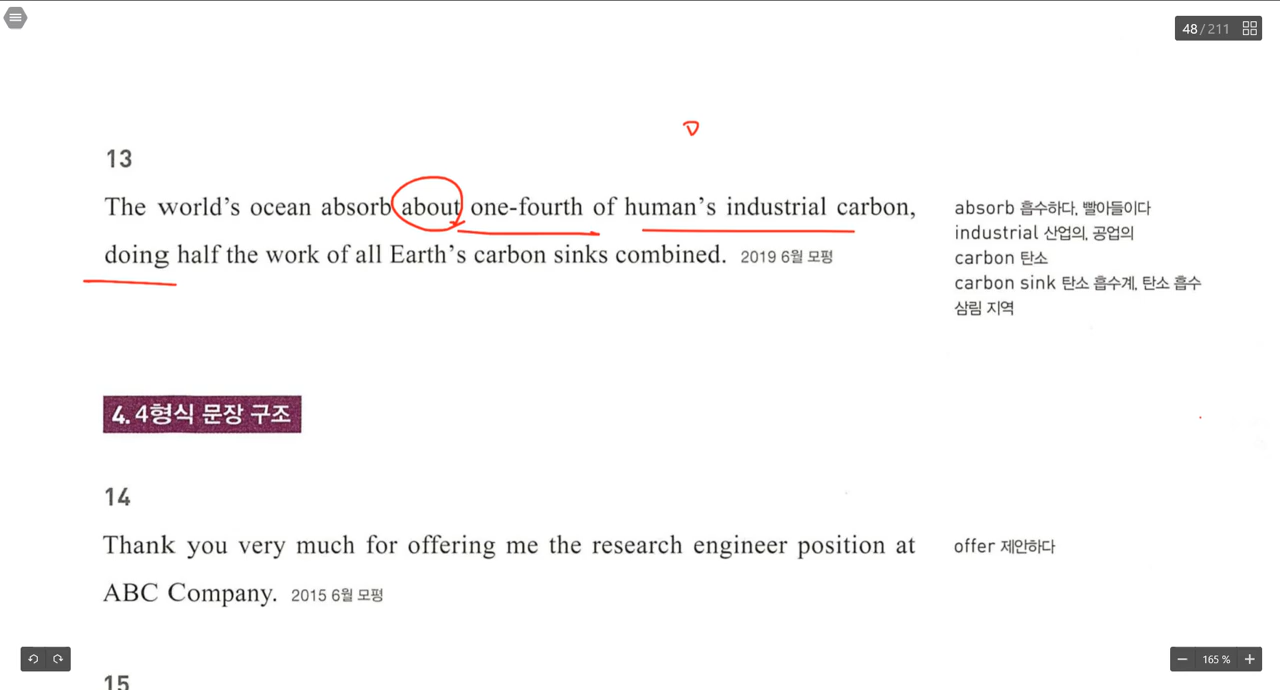 48 / 211
13
The world's ocean absorb about one-fourth of human's industrial carbon,
doing half the work of all Earth's carbon sinks combined. 2019 6월 모평
absorb 흡수하다, 빨아들이다
industrial 산업의, 공업의
carbon 탄소
carbon sink 탄소 흡수계, 탄소 흡수
삼림 지역
4. 4형식 문장 구조
14
Thank you very much for offering me the research engineer position at
ABC Company. 2015 6월 모평
offer 제안하다
15
165 %